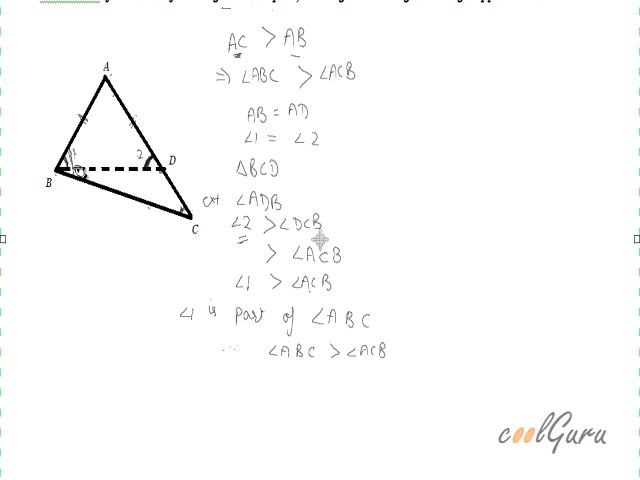 AC > AB
⇒ ∠ABC > ∠ACB
AB = AD
∠1 = ∠2
△BCD
ext ∠ADB
∠2 > ∠DCB
> ∠ACB
∠1 > ∠ACB
∠1 is part of ∠ABC
∴ ∠ABC > ∠ACB
A
B
1
2
D
C
coolGuru